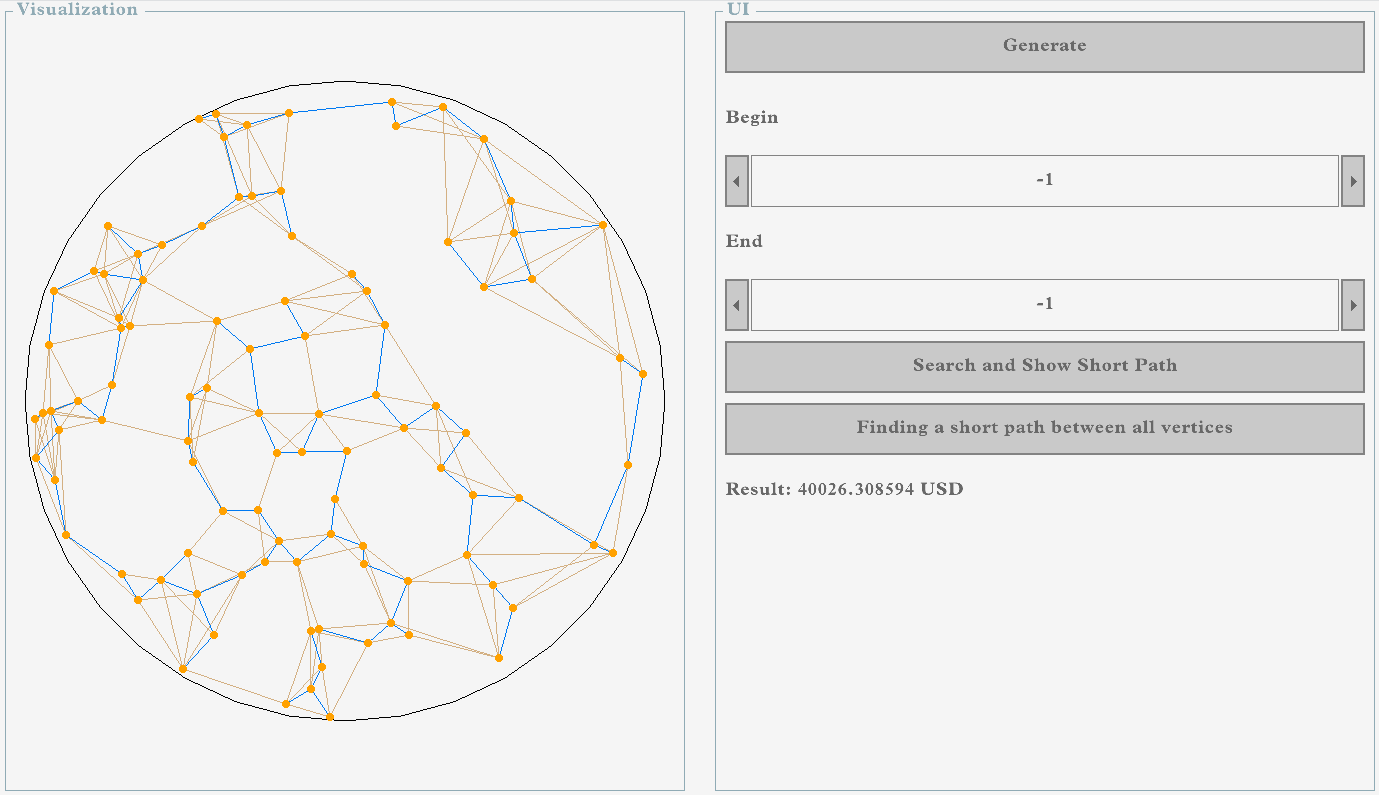 Visualization
UI
Generate
Begin
-1
End
-1
Search and Show Short Path
Finding a short path between all vertices
Result: 40026.308594 USD